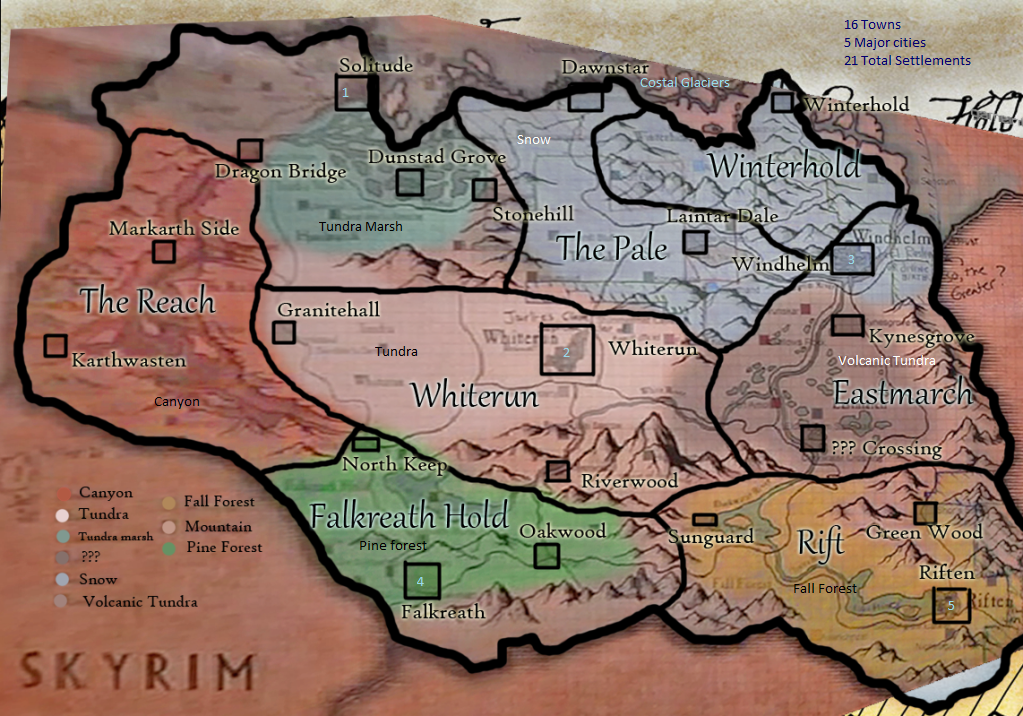 16 Towns
5 Major cities
21 Total Settlements
Solitude
1
Dawnstar
Costal Glaciers
Winterhold
Snow
Dragon Bridge
Dunstad Grove
Winterhold
Stonehill
Markarth Side
Tundra Marsh
Laintar Dale
The Pale
Windhelm
Windhelm
3
The Reach
Granitehall
Kynesgrove
Karthwasten
Tundra
Whiterun
2
Whiterun
Volcanic Tundra
Whiterun
Eastmarch
Canyon
??? Crossing
North Keep
Riverwood
Canyon
Fall Forest
Tundra
Mountain
Tundra marsh
Pine Forest
???
Snow
Volcanic Tundra
Falkreath Hold
Pine forest
Oakwood
4
Falkreath
Sunguard
Rift
Green Wood
Fall Forest
Riften
5
Riften
SKYRIM